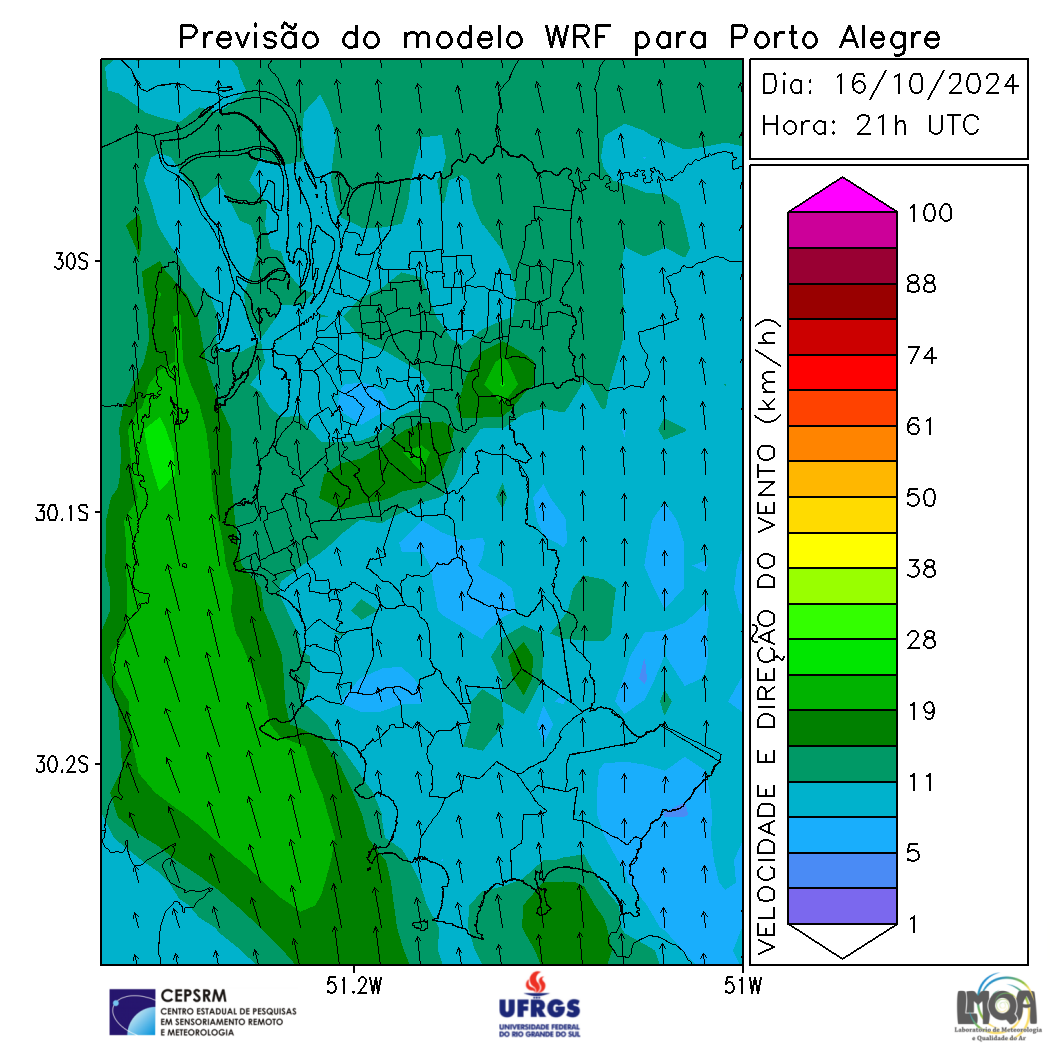 Previsão do modelo WRF para Porto Alegre
Dia: 16/10/2024
Hora: 21h UTC
30S
30.1S
30.2S
51.2W
51W
VELOCIDADE E DIREÇÃO DO VENTO (km/h)
100
88
74
61
50
38
28
19
11
5
1
CEPSRM
CENTRO ESTADUAL DE PESQUISAS
EM SENSORIAMENTO REMOTO
E METEOROLOGIA
UFRGS
UNIVERSIDADE FEDERAL
DO RIO GRANDE DO SUL
LMQA
Laboratório de Meteorologia
e Qualidade do Ar